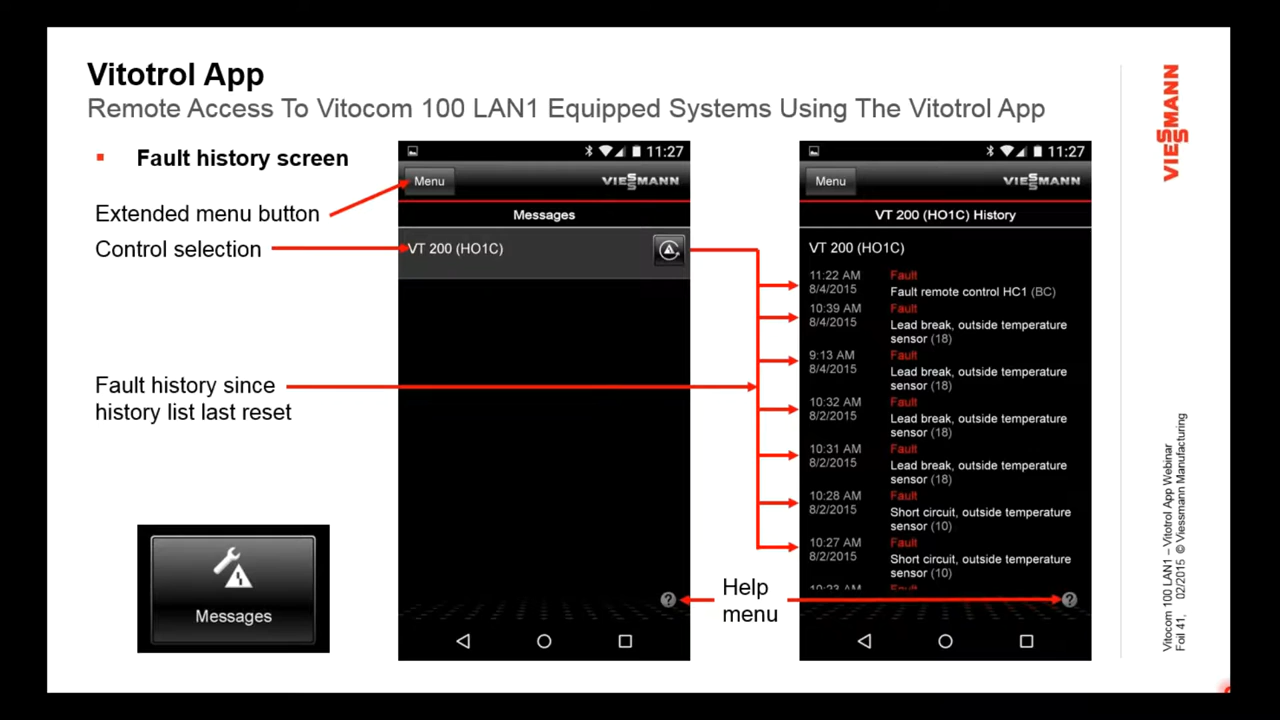 Vitotrol App
Remote Access To Vitocom 100 LAN1 Equipped Systems Using The Vitotrol App
▪ Fault history screen
Extended menu button
Control selection
Fault history since
history list last reset
Messages
11:27
Menu
VIESSMANN
Messages
VT 200 (HO1C)
Help
menu
?
11:27
Menu
VIESSMANN
VT 200 (HO1C) History
VT 200 (HO1C)
11:22 AM Fault
8/4/2015 Fault remote control HC1 (BC)
10:39 AM Fault
8/4/2015 Lead break, outside temperature
sensor (18)
9:13 AM Fault
8/4/2015 Lead break, outside temperature
sensor (18)
10:32 AM Fault
8/2/2015 Lead break, outside temperature
sensor (18)
10:31 AM Fault
8/2/2015 Lead break, outside temperature
sensor (18)
10:28 AM Fault
8/2/2015 Short circuit, outside temperature
sensor (10)
10:27 AM Fault
8/2/2015 Short circuit, outside temperature
sensor (10)
10:23 AM Fault
?
VIESSMANN
Vitocom 100 LAN1 – Vitotrol App Webinar
Foil 41, 02/2015 © Viessmann Manufacturing